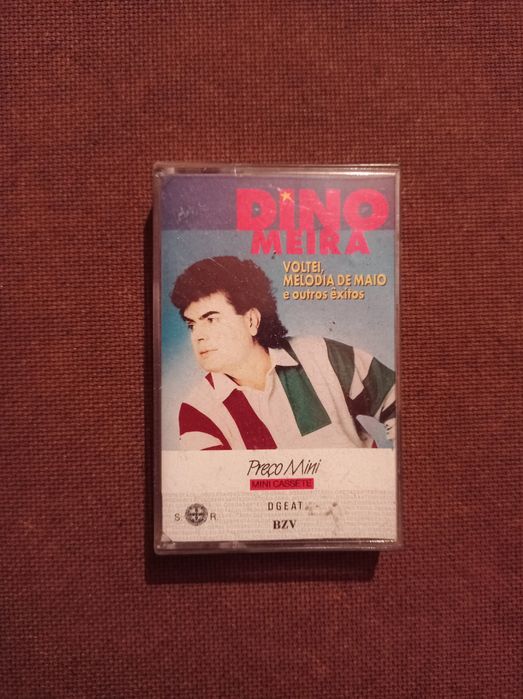 DINO
MEIRA
VOLTEI,
MELODIA DE MAIO
e outros êxitos
Preço Mini
MINI CASSETE
S R
DGEAT
BZV